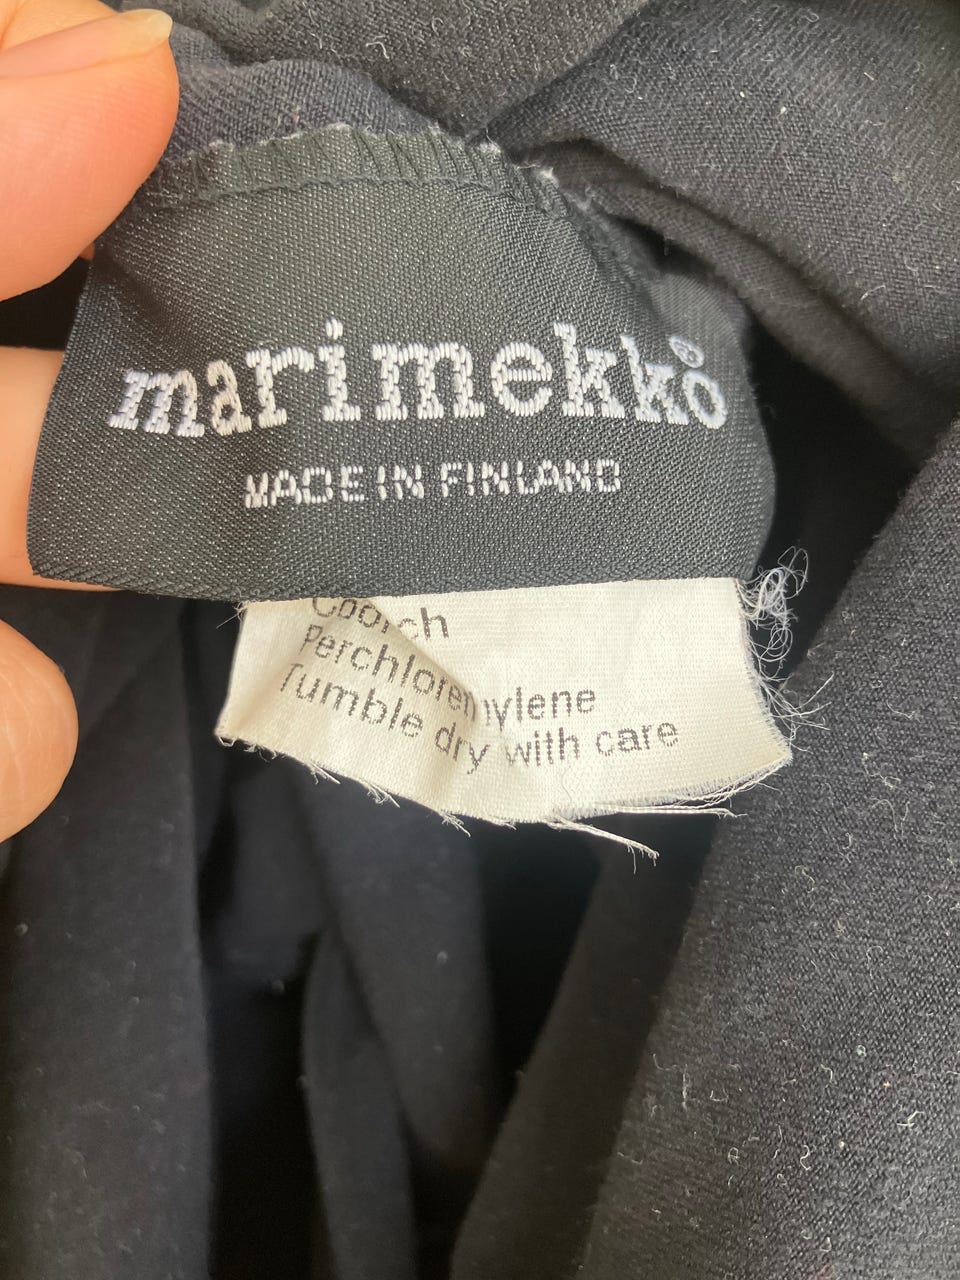 marimekko®
MADE IN FINLAND
Perchlorethylene
Tumble dry with care